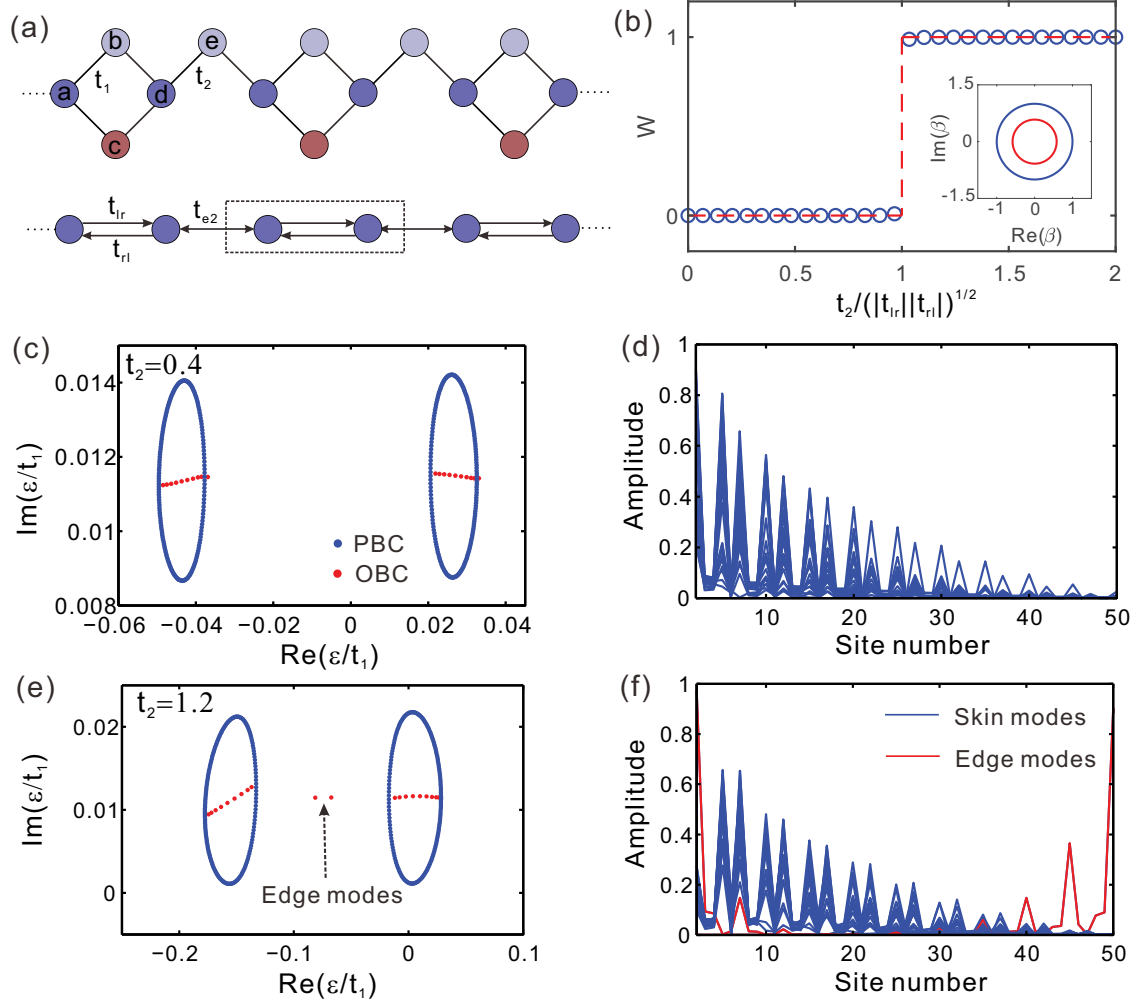 (a)
b
e
t₁
t₂
a
d
c
t_lr
t_e2
t_rl
(b)
W
1
0
0
0.5
1
1.5
2
t₂/(|t_lr||t_rl|)^1/2
1.5
0
-1.5
Im(β)
-1
0
1
Re(β)
(c)
t₂=0.4
0.014
0.012
0.01
0.008
Im(ε/t₁)
PBC
OBC
−0.06
−0.04
−0.02
0
0.02
0.04
Re(ε/t₁)
(d)
1
0.8
0.6
0.4
0.2
0
Amplitude
10
20
30
40
50
Site number
(e)
t₂=1.2
0.02
0.01
0
Im(ε/t₁)
Edge modes
−0.2
−0.1
0
0.1
Re(ε/t₁)
(f)
1
0.8
0.6
0.4
0.2
0
Amplitude
Skin modes
Edge modes
10
20
30
40
50
Site number